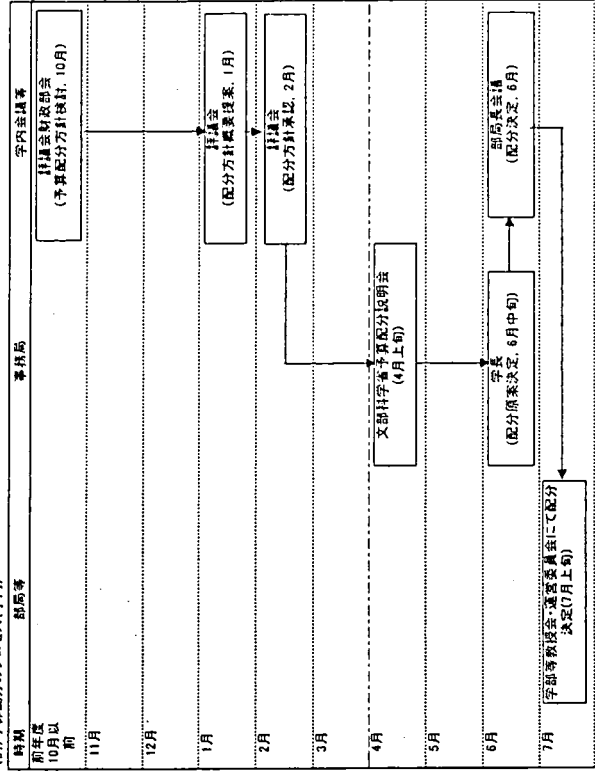 時期
部局等
事務局
学内会議等
前年度
10月以
前
評議会財政部会
(予算配分方針検討, 10月)
11月
12月
1月
評議会
(配分方針概要提案, 1月)
2月
評議会
(配分方針承認, 2月)
3月
4月
文部科学省予算配分説明会
(4月上旬)
5月
6月
学長
(配分原案決定, 6月中旬)
部局長会議
(配分決定, 6月)
7月
学部等教授会・運営委員会にて配分
決定(7月上旬)